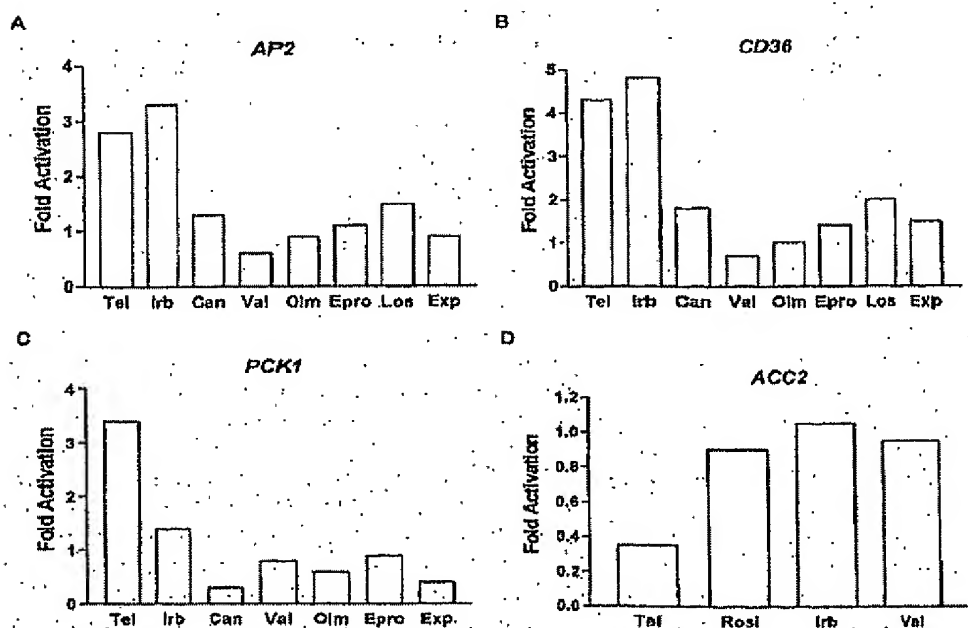 A
AP2
Fold Activation
4
3
2
1
0
Tel Irb Can Val Olm Epro Los Exp
B
CD36
Fold Activation
5
4
3
2
1
0
Tel Irb Can Val Olm Epro Los Exp
C
PCK1
Fold Activation
4
3
2
1
0
Tel Irb Can Val Olm Epro Exp
D
ACC2
Fold Activation
1.2
1.0
0.8
0.6
0.4
0.2
0.0
Tel Rosi Irb Val